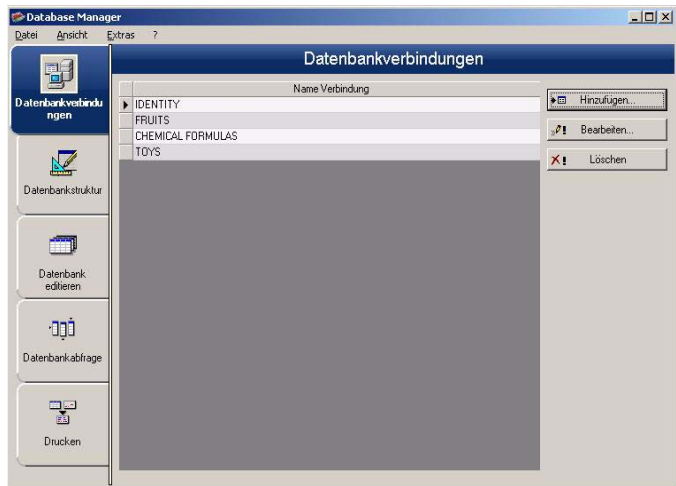 Database Manager
Datei Ansicht Extras ?
Datenbankverbindungen
Datenbankverbindu
ngen
Name Verbindung
IDENTITY
FRUITS
CHEMICAL FORMULAS
TOYS
Hinzufügen...
Bearbeiten...
Löschen
Datenbankstruktur
Datenbank
editieren
Datenbankabfrage
Drucken